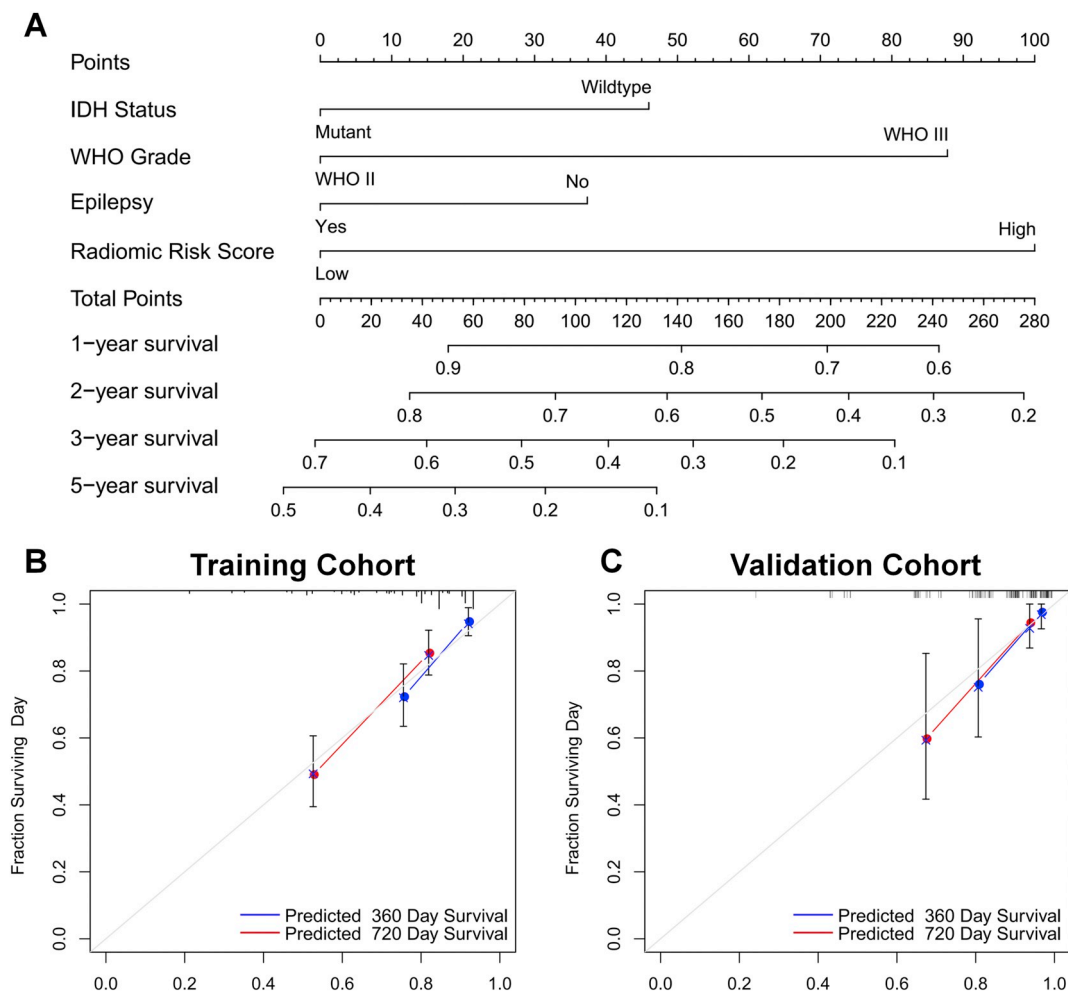 A
Points
0 10 20 30 40 50 60 70 80 90 100
IDH Status
Wildtype
Mutant
WHO Grade
WHO III
WHO II
Epilepsy
No
Yes
Radiomic Risk Score
High
Low
Total Points
0 20 40 60 80 100 120 140 160 180 200 220 240 260 280
1−year survival
0.9 0.8 0.7 0.6
2−year survival
0.8 0.7 0.6 0.5 0.4 0.3 0.2
3−year survival
0.7 0.6 0.5 0.4 0.3 0.2 0.1
5−year survival
0.5 0.4 0.3 0.2 0.1
B
Training Cohort
Fraction Surviving Day
1.0
0.8
0.6
0.4
0.2
0.0
Predicted 360 Day Survival
Predicted 720 Day Survival
0.0 0.2 0.4 0.6 0.8 1.0
C
Validation Cohort
Fraction Surviving Day
1.0
0.8
0.6
0.4
0.2
0.0
Predicted 360 Day Survival
Predicted 720 Day Survival
0.0 0.2 0.4 0.6 0.8 1.0